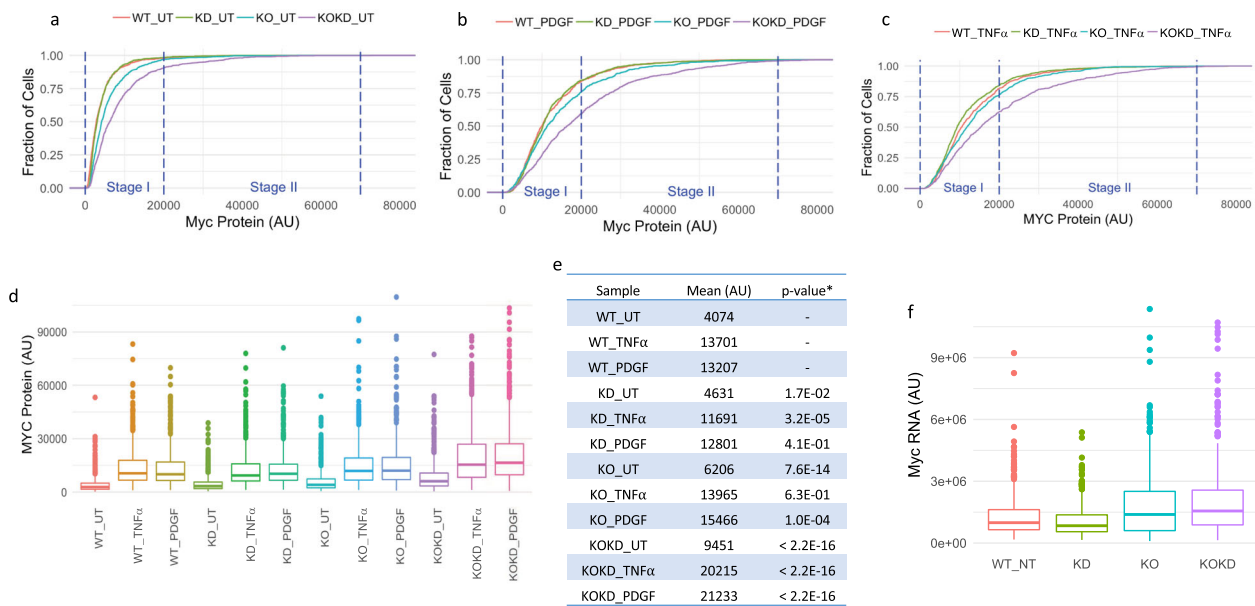 a
WT_UT KD_UT KO_UT KOKD_UT
1.00
0.75
0.50
0.25
0.00
Fraction of Cells
Stage I Stage II
0 20000 40000 60000 80000
Myc Protein (AU)
b
WT_PDGF KD_PDGF KO_PDGF KOKD_PDGF
1.00
0.75
0.50
0.25
0.00
Fraction of Cells
Stage I Stage II
0 20000 40000 60000 80000
Myc Protein (AU)
c
WT_TNFα KD_TNFα KO_TNFα KOKD_TNFα
1.00
0.75
0.50
0.25
0.00
Fraction of Cells
Stage I Stage II
0 20000 40000 60000 80000
MYC Protein (AU)
d
90000
60000
30000
0
MYC Protein (AU)
WT_UT
WT_TNFα
WT_PDGF
KD_UT
KD_TNFα
KD_PDGF
KO_UT
KO_TNFα
KO_PDGF
KOKD_UT
KOKD_TNFα
KOKD_PDGF
e
Sample Mean (AU) p-value*
WT_UT 4074 -
WT_TNFα 13701 -
WT_PDGF 13207 -
KD_UT 4631 1.7E-02
KD_TNFα 11691 3.2E-05
KD_PDGF 12801 4.1E-01
KO_UT 6206 7.6E-14
KO_TNFα 13965 6.3E-01
KO_PDGF 15466 1.0E-04
KOKD_UT 9451 < 2.2E-16
KOKD_TNFα 20215 < 2.2E-16
KOKD_PDGF 21233 < 2.2E-16
f
9e+06
6e+06
3e+06
0e+00
Myc RNA (AU)
WT_NT KD KO KOKD